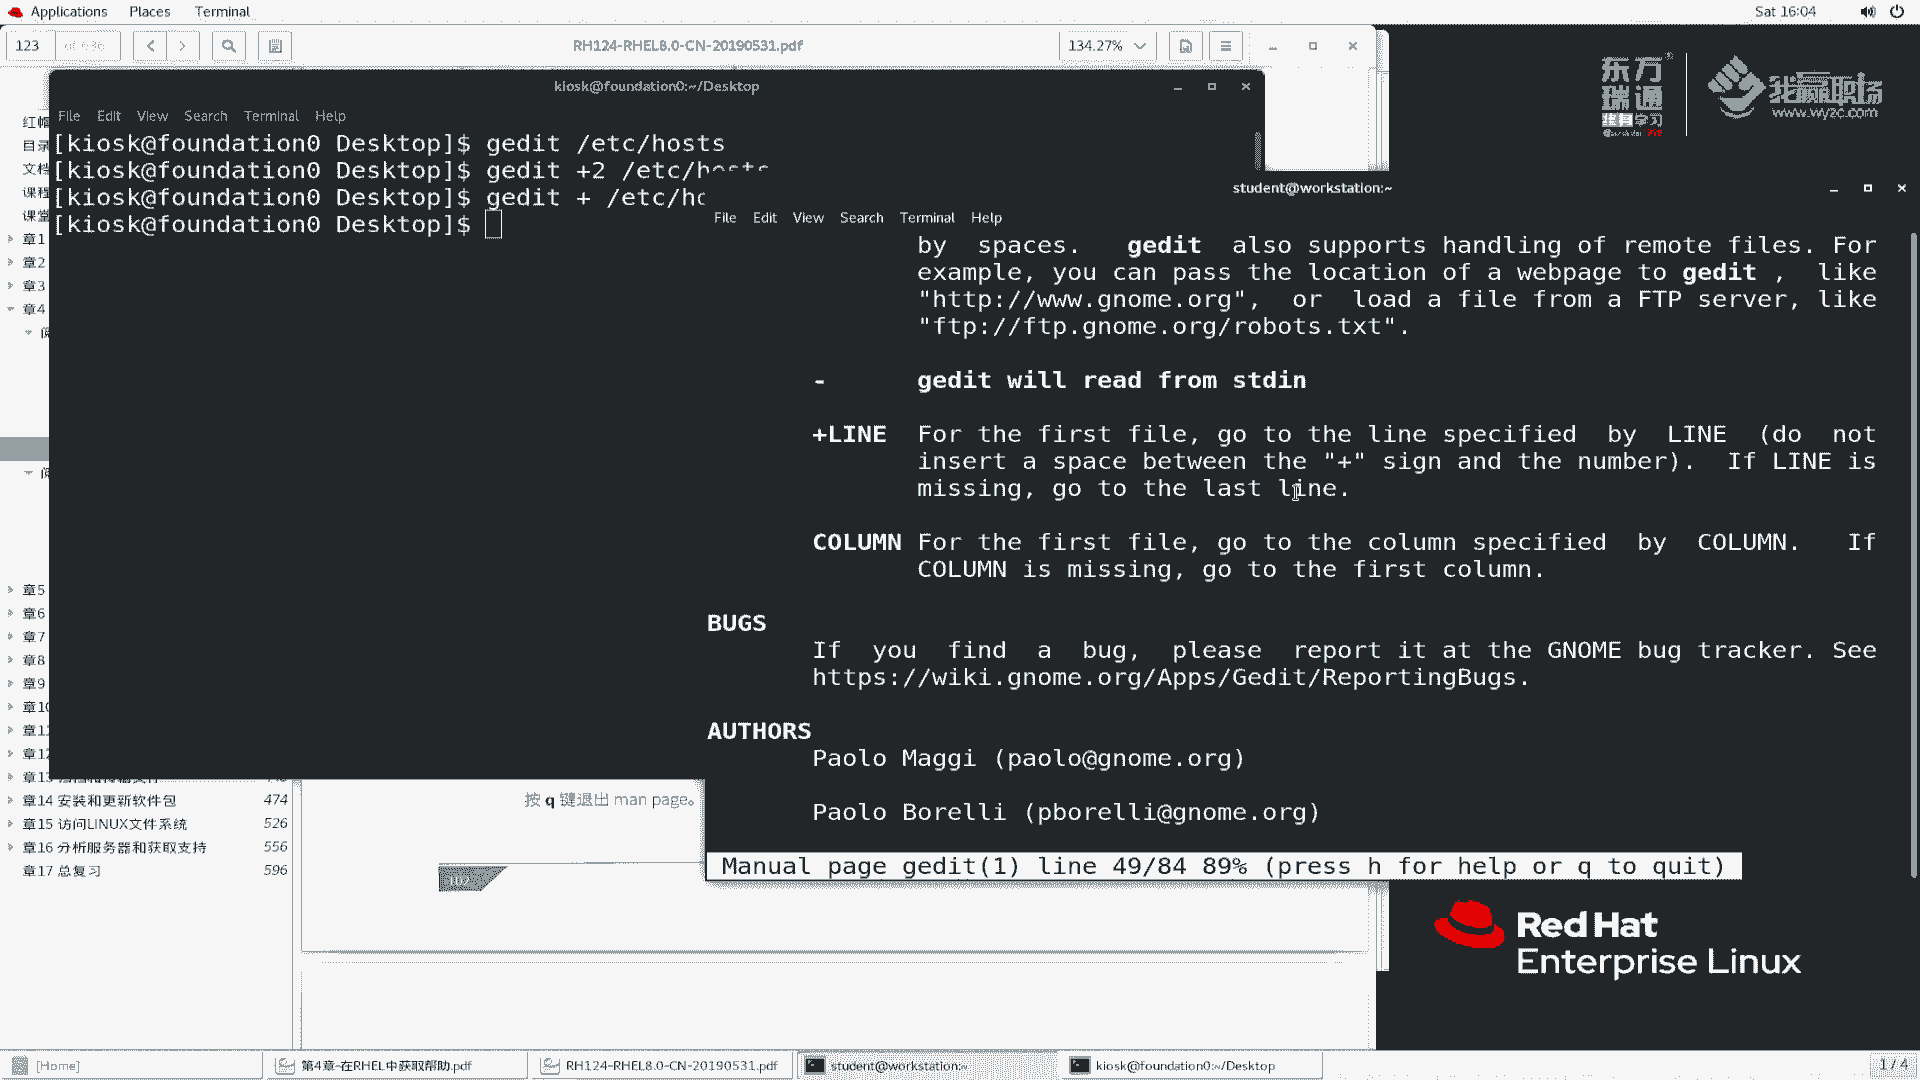 Applications Places Terminal Sat 16:04
123 of 636 RH124-RHEL8.0-CN-20190531.pdf 134.27%
kiosk@foundation0:~/Desktop
File Edit View Search Terminal Help
[kiosk@foundation0 Desktop]$ gedit /etc/hosts
[kiosk@foundation0 Desktop]$ gedit +2 /etc/hosts
[kiosk@foundation0 Desktop]$ gedit + /etc/ho
[kiosk@foundation0 Desktop]$
红帽
目录
文档
课程
课堂
章1
章2
章3
章4
章5
章6
章7
章8
章9
章10
章11
章12
章13
章14 安装和更新软件包 474
章15 访问LINUX文件系统 526
章16 分析服务器和获取支持 556
章17 总复习 596
按 q 键退出 man page。
student@workstation:~
File Edit View Search Terminal Help
by spaces. gedit also supports handling of remote files. For
example, you can pass the location of a webpage to gedit , like
"http://www.gnome.org", or load a file from a FTP server, like
"ftp://ftp.gnome.org/robots.txt".
- gedit will read from stdin
+LINE For the first file, go to the line specified by LINE (do not
insert a space between the "+" sign and the number). If LINE is
missing, go to the last line.
COLUMN For the first file, go to the column specified by COLUMN. If
COLUMN is missing, go to the first column.
BUGS
If you find a bug, please report it at the GNOME bug tracker. See
https://wiki.gnome.org/Apps/Gedit/ReportingBugs.
AUTHORS
Paolo Maggi (paolo@gnome.org)
Paolo Borelli (pborelli@gnome.org)
Manual page gedit(1) line 49/84 89% (press h for help or q to quit)
东方瑞通
我赢职场
www.wyzc.com
Red Hat
Enterprise Linux
[Home] 第4章-在RHEL中获取帮助.pdf RH124-RHEL8.0-CN-20190531.pdf student@workstation:~ kiosk@foundation0:~/Desktop 1 / 4